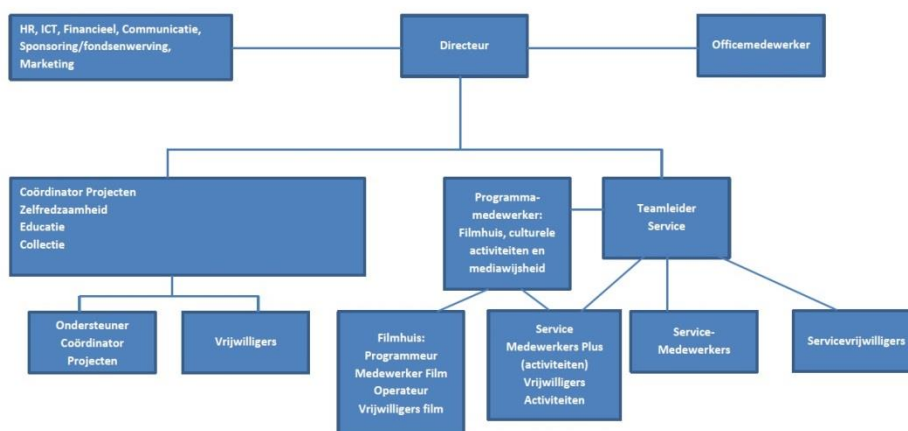 HR, ICT, Financieel, Communicatie,
Sponsoring/fondsenwerving,
Marketing
Directeur
Officemedewerker
Coördinator Projecten
Zelfredzaamheid
Educatie
Collectie
Programma-
medewerker:
Filmhuis, culturele
activiteiten en
mediawijsheid
Teamleider
Service
Ondersteuner
Coördinator
Projecten
Vrijwilligers
Filmhuis:
Programmeur
Medewerker Film
Operateur
Vrijwilligers film
Service
Medewerkers Plus
(activiteiten)
Vrijwilligers
Activiteiten
Service-
Medewerkers
Servicevrijwilligers